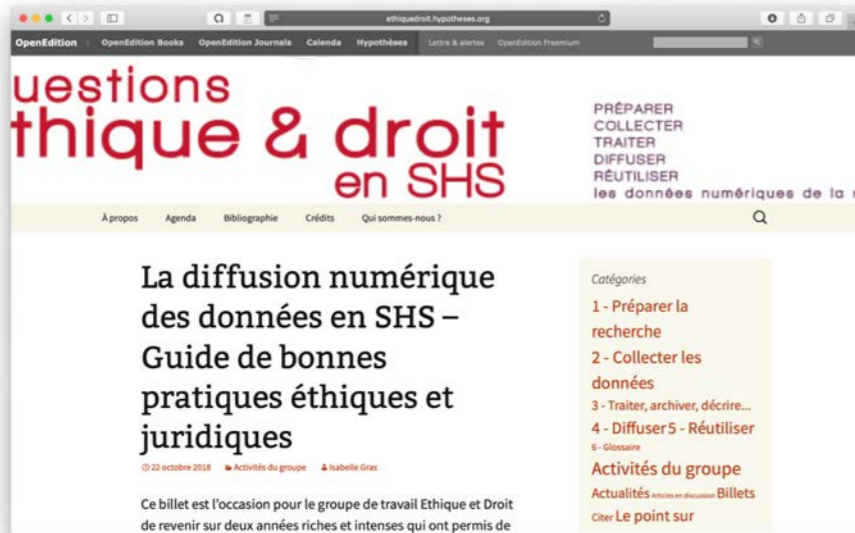 ethiquedroit.hypotheses.org
OpenEdition OpenEdition Books OpenEdition Journals Calenda Hypothèses Lettre & alertes OpenEdition Freemium
uestions
thique & droit
en SHS
PRÉPARER
COLLECTER
TRAITER
DIFFUSER
RÉUTILISER
les données numériques de la
À propos Agenda Bibliographie Crédits Qui sommes-nous ?
La diffusion numérique
des données en SHS –
Guide de bonnes
pratiques éthiques et
juridiques
22 octobre 2018 Activités du groupe Isabelle Gras
Ce billet est l'occasion pour le groupe de travail Ethique et Droit
de revenir sur deux années riches et intenses qui ont permis de
Catégories
1 - Préparer la
recherche
2 - Collecter les
données
3 - Traiter, archiver, décrire...
4 - Diffuser 5 - Réutiliser
6 - Glossaire
Activités du groupe
Actualités Articles en discussion Billets
Citer Le point sur